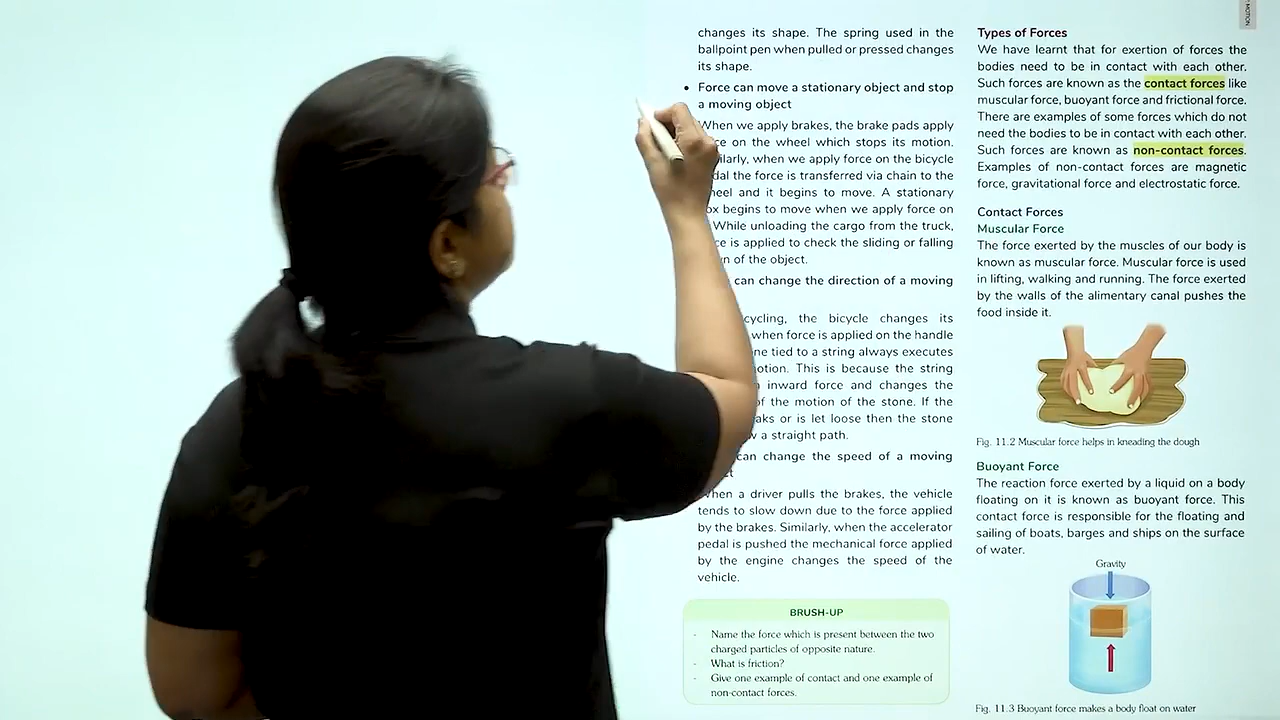 changes its shape. The spring used in the
ballpoint pen when pulled or pressed changes
its shape.
• Force can move a stationary object and stop
a moving object
When we apply brakes, the brake pads apply
on the wheel which stops its motion.
when we apply force on the bicycle
the force is transferred via chain to the
and it begins to move. A stationary
begins to move when we apply force on
While unloading the cargo from the truck,
is applied to check the sliding or falling
of the object.
can change the direction of a moving
the bicycle changes its
when force is applied on the handle
tied to a string always executes
This is because the string
inward force and changes the
of the motion of the stone. If the
or is let loose then the stone
a straight path.
can change the speed of a moving
When a driver pulls the brakes, the vehicle
tends to slow down due to the force applied
by the brakes. Similarly, when the accelerator
pedal is pushed the mechanical force applied
by the engine changes the speed of the
vehicle.
BRUSH-UP
- Name the force which is present between the two
charged particles of opposite nature.
- What is friction?
- Give one example of contact and one example of
non-contact forces.
MOTION
Types of Forces
We have learnt that for exertion of forces the
bodies need to be in contact with each other.
Such forces are known as the contact forces like
muscular force, buoyant force and frictional force.
There are examples of some forces which do not
need the bodies to be in contact with each other.
Such forces are known as non-contact forces.
Examples of non-contact forces are magnetic
force, gravitational force and electrostatic force.
Contact Forces
Muscular Force
The force exerted by the muscles of our body is
known as muscular force. Muscular force is used
in lifting, walking and running. The force exerted
by the walls of the alimentary canal pushes the
food inside it.
Fig. 11.2 Muscular force helps in kneading the dough
Buoyant Force
The reaction force exerted by a liquid on a body
floating on it is known as buoyant force. This
contact force is responsible for the floating and
sailing of boats, barges and ships on the surface
of water.
Gravity
Fig. 11.3 Buoyant force makes a body float on water